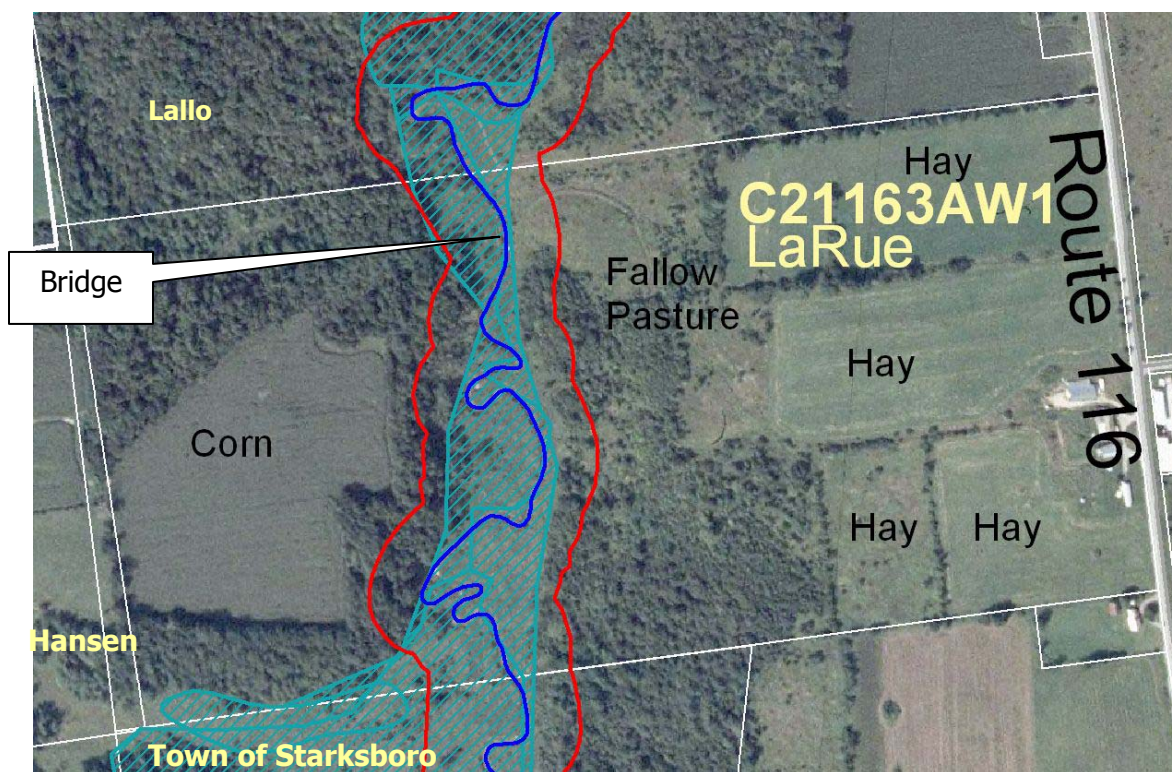 Lallo
Hay
C21163AW1
LaRue
Route 116
Bridge
Fallow
Pasture
Hay
Corn
Hay
Hay
Hansen
Town of Starksboro